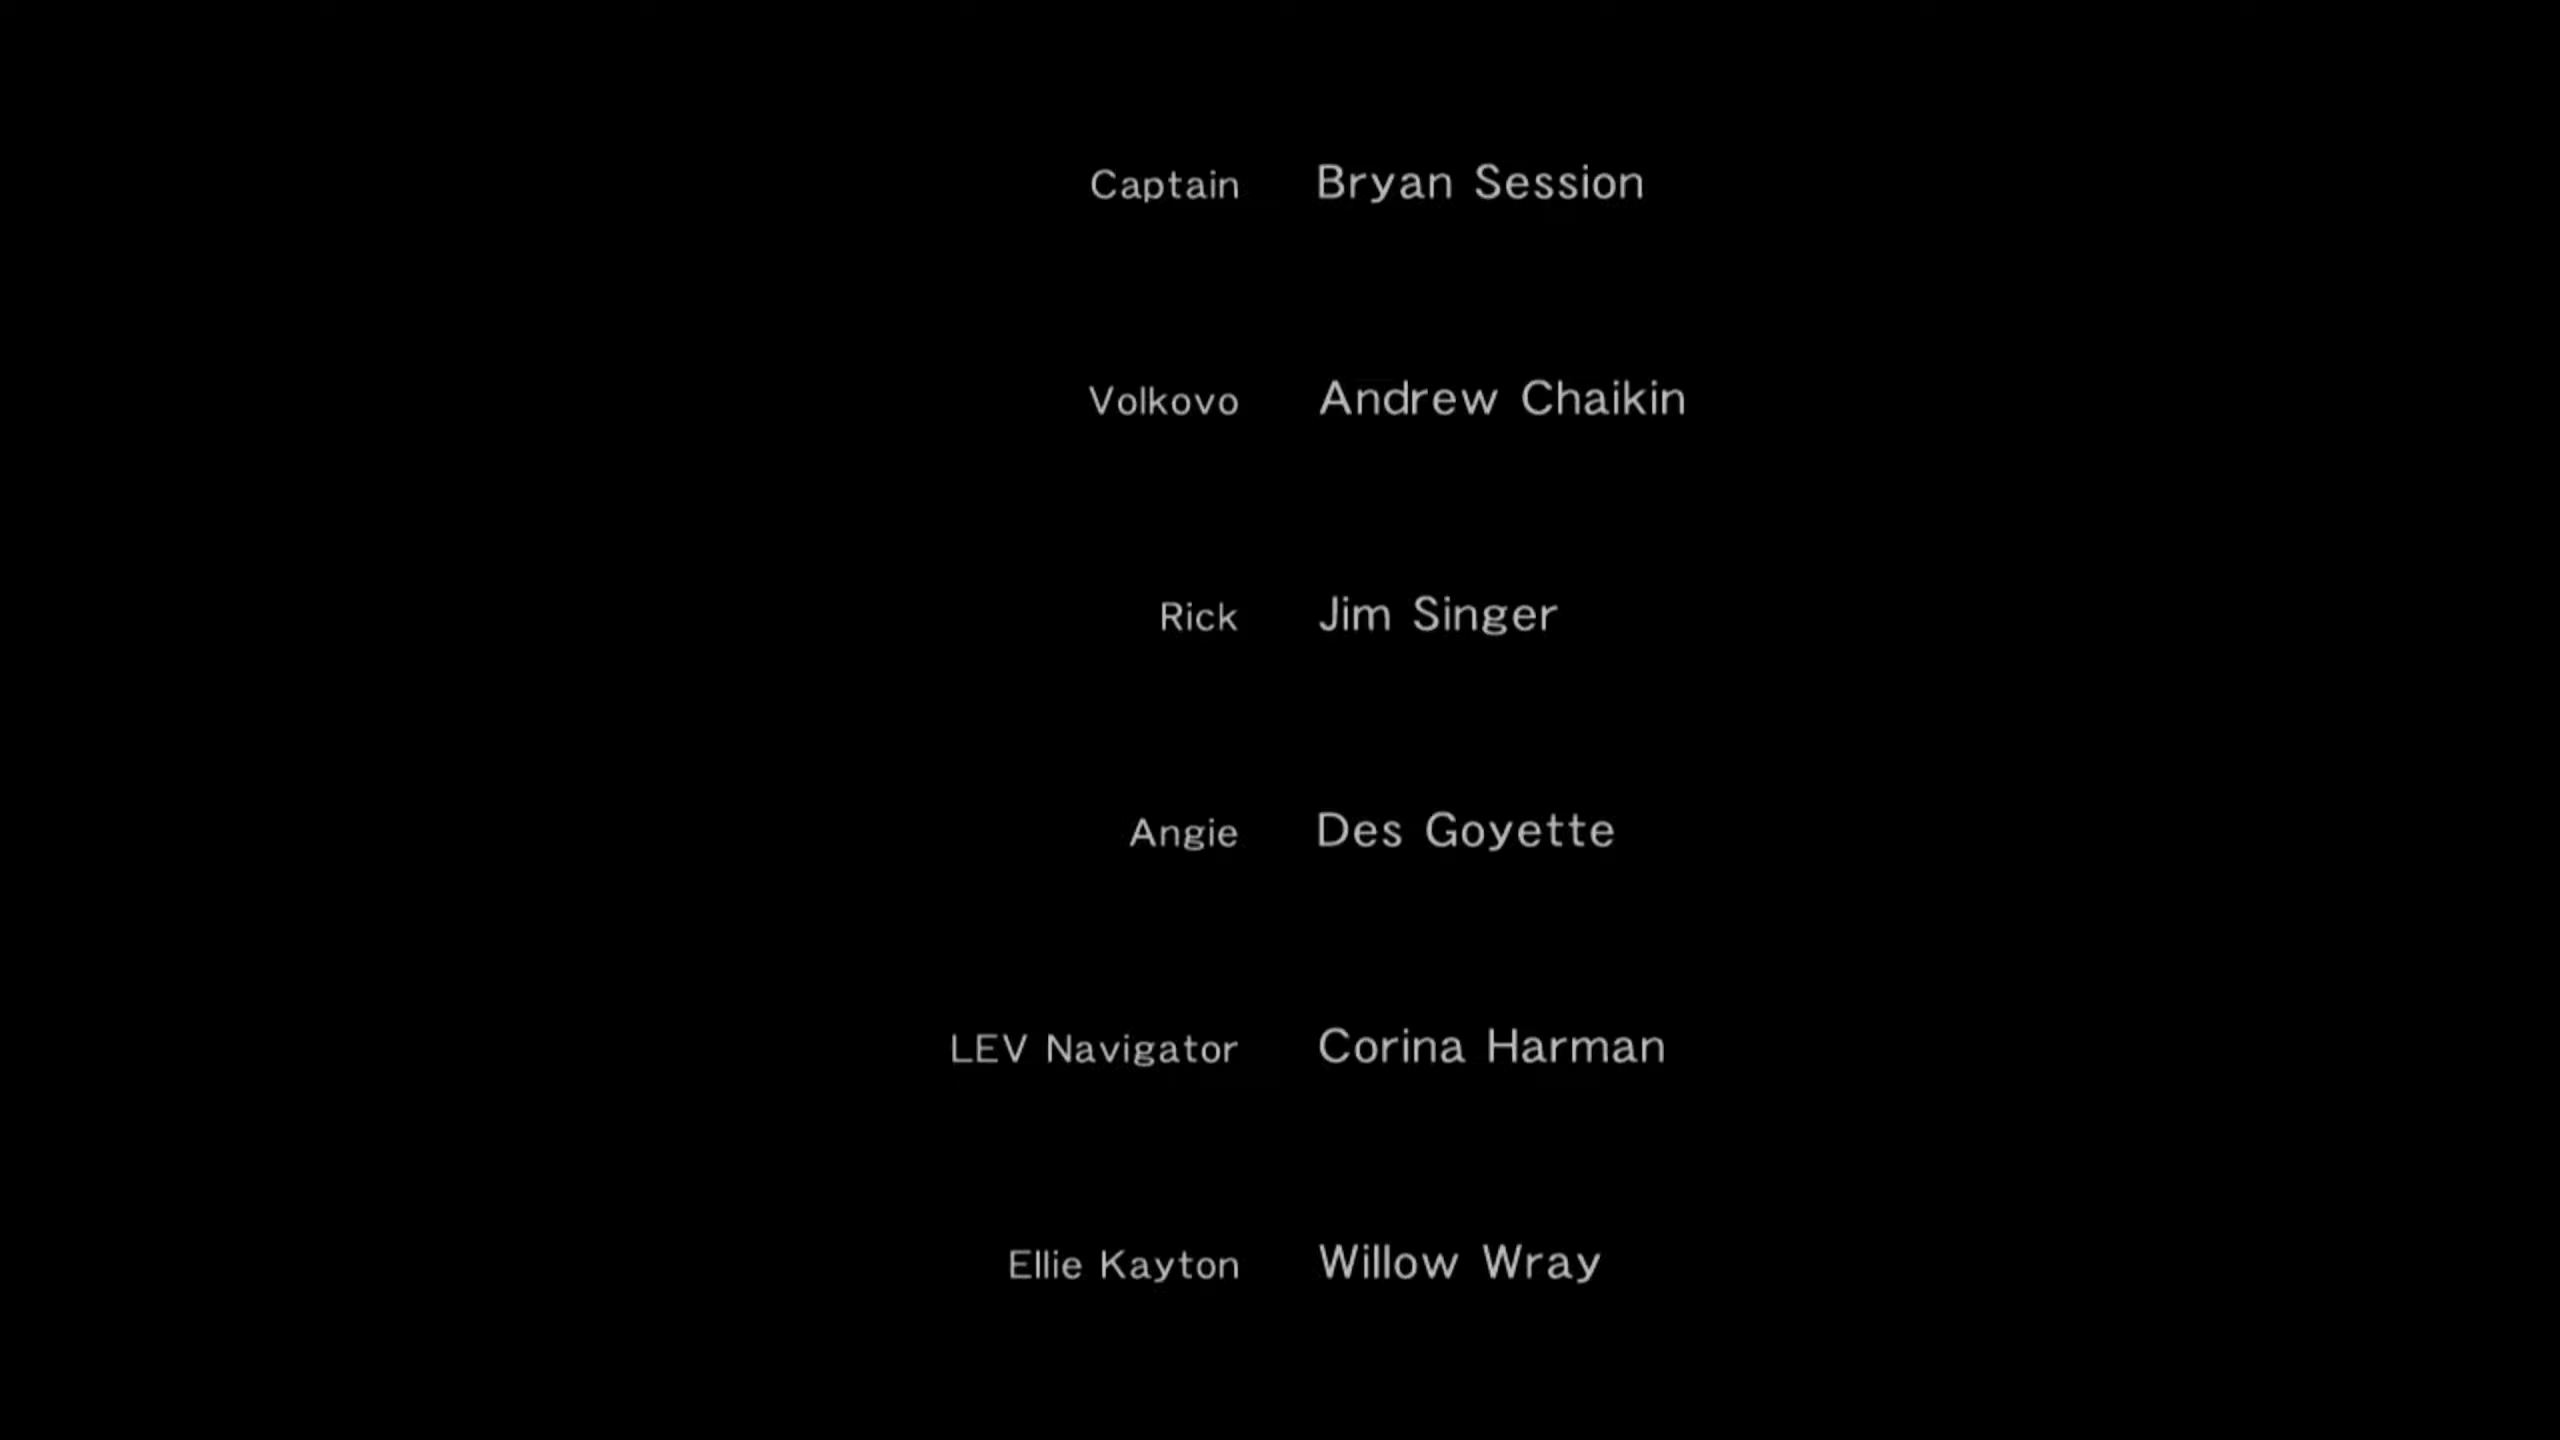 Captain Bryan Session
Volkovo Andrew Chaikin
Rick Jim Singer
Angie Des Goyette
LEV Navigator Corina Harman
Ellie Kayton Willow Wray